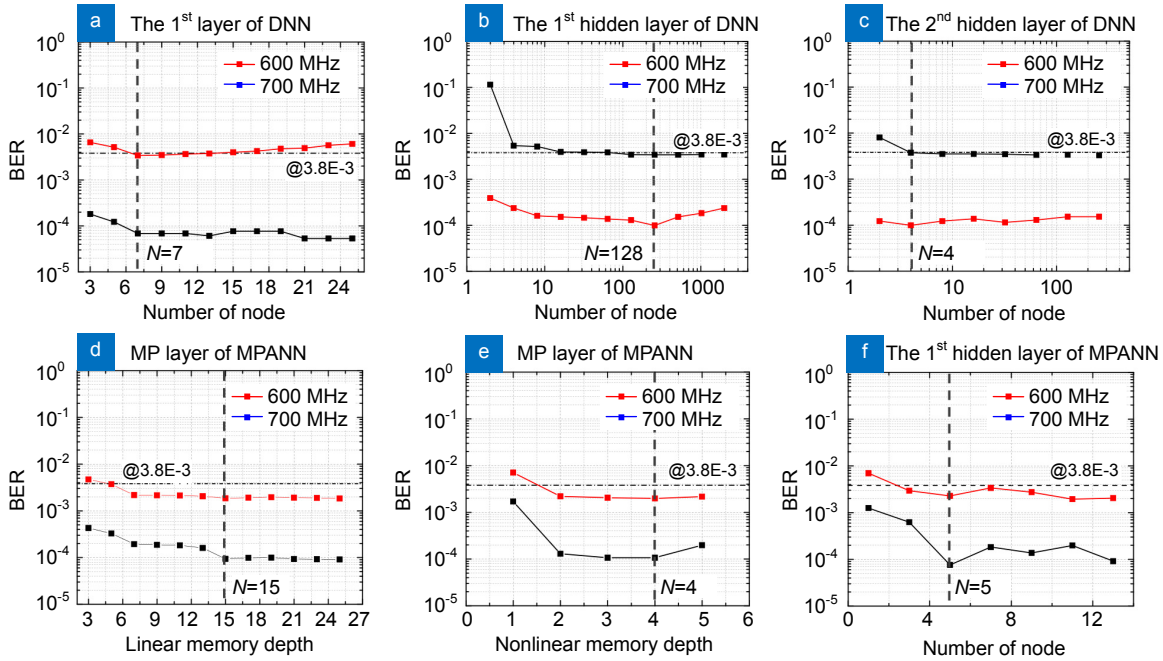 a The 1st layer of DNN
10^0
10^-1
10^-2
10^-3
10^-4
10^-5
BER
600 MHz
700 MHz
@3.8E-3
N=7
3 6 9 12 15 18 21 24
Number of node
b The 1st hidden layer of DNN
10^0
10^-1
10^-2
10^-3
10^-4
10^-5
BER
600 MHz
700 MHz
@3.8E-3
N=128
1 10 100 1000
Number of node
c The 2nd hidden layer of DNN
10^0
10^-1
10^-2
10^-3
10^-4
10^-5
BER
600 MHz
700 MHz
@3.8E-3
N=4
1 10 100
Number of node
d MP layer of MPANN
10^0
10^-1
10^-2
10^-3
10^-4
10^-5
BER
600 MHz
700 MHz
@3.8E-3
N=15
3 6 9 12 15 18 21 24 27
Linear memory depth
e MP layer of MPANN
10^0
10^-1
10^-2
10^-3
10^-4
10^-5
BER
600 MHz
700 MHz
@3.8E-3
N=4
0 1 2 3 4 5 6
Nonlinear memory depth
f The 1st hidden layer of MPANN
10^0
10^-1
10^-2
10^-3
10^-4
10^-5
BER
600 MHz
700 MHz
@3.8E-3
N=5
0 4 8 12
Number of node